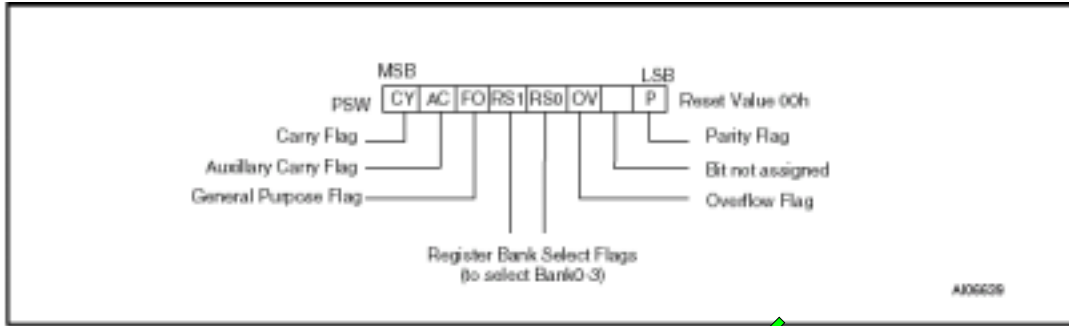 MSB LSB
PSW CY AC FO RS1 RS0 OV P Reset Value 00h
Carry Flag Parity Flag
Auxillary Carry Flag Bit not assigned
General Purpose Flag Overflow Flag
Register Bank Select Flags
(to select Bank0-3)
AI06639